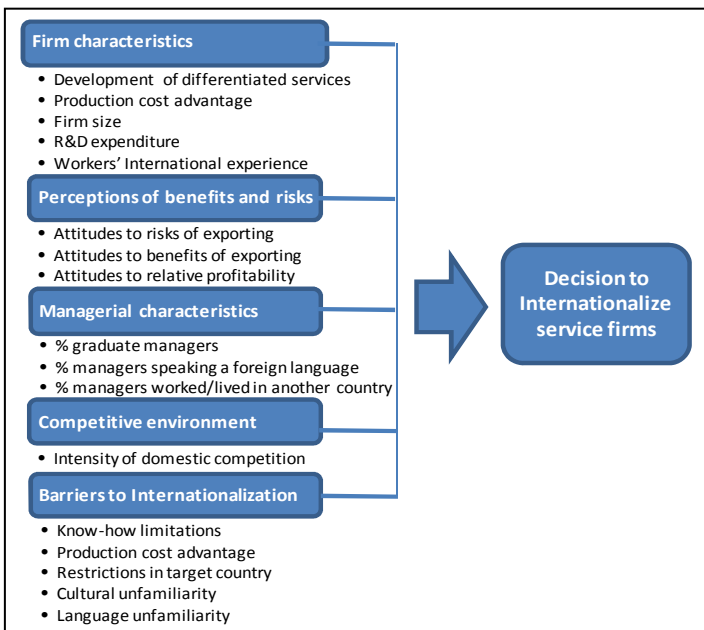 Firm characteristics
• Development of differentiated services
• Production cost advantage
• Firm size
• R&D expenditure
• Workers' International experience
Perceptions of benefits and risks
• Attitudes to risks of exporting
• Attitudes to benefits of exporting
• Attitudes to relative profitability
Managerial characteristics
• % graduate managers
• % managers speaking a foreign language
• % managers worked/lived in another country
Competitive environment
• Intensity of domestic competition
Barriers to Internationalization
• Know-how limitations
• Production cost advantage
• Restrictions in target country
• Cultural unfamiliarity
• Language unfamiliarity
Decision to
Internationalize
service firms